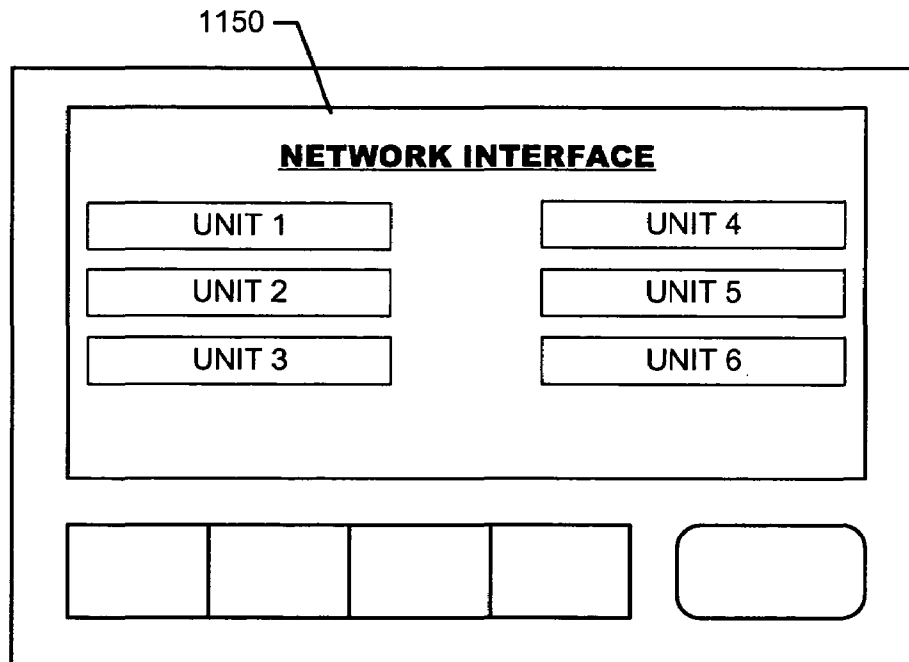 1150
NETWORK INTERFACE
UNIT 1
UNIT 4
UNIT 2
UNIT 5
UNIT 3
UNIT 6